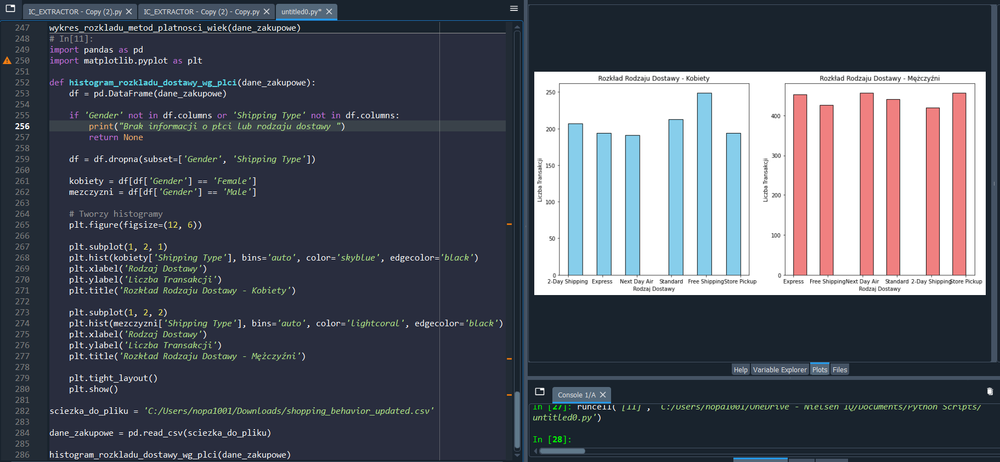 IC_EXTRACTOR - Copy (2).py
IC_EXTRACTOR - Copy (2) - Copy.py
untitled0.py*
247 wykres_rozkladu_metod_platnosci_wiek(dane_zakupowe)
248 # In[11]:
249 import pandas as pd
250 import matplotlib.pyplot as plt
251
252 def histogram_rozkladu_dostawy_wg_plci(dane_zakupowe):
253 df = pd.DataFrame(dane_zakupowe)
254
255 if 'Gender' not in df.columns or 'Shipping Type' not in df.columns:
256 print("Brak informacji o płci lub rodzaju dostawy ")
257 return None
258
259 df = df.dropna(subset=['Gender', 'Shipping Type'])
260
261 kobiety = df[df['Gender'] == 'Female']
262 mezczyzni = df[df['Gender'] == 'Male']
263
264 # Tworzy histogramy
265 plt.figure(figsize=(12, 6))
266
267 plt.subplot(1, 2, 1)
268 plt.hist(kobiety['Shipping Type'], bins='auto', color='skyblue', edgecolor='black')
269 plt.xlabel('Rodzaj Dostawy')
270 plt.ylabel('Liczba Transakcji')
271 plt.title('Rozkład Rodzaju Dostawy - Kobiety')
272
273 plt.subplot(1, 2, 2)
274 plt.hist(mezczyzni['Shipping Type'], bins='auto', color='lightcoral', edgecolor='black')
275 plt.xlabel('Rodzaj Dostawy')
276 plt.ylabel('Liczba Transakcji')
277 plt.title('Rozkład Rodzaju Dostawy - Mężczyźni')
278
279 plt.tight_layout()
280 plt.show()
281
282 sciezka_do_pliku = 'C:/Users/nopa1001/Downloads/shopping_behavior_updated.csv'
283
284 dane_zakupowe = pd.read_csv(sciezka_do_pliku)
285
286 histogram_rozkladu_dostawy_wg_plci(dane_zakupowe)
Rozkład Rodzaju Dostawy - Kobiety
250
200
150
100
50
0
Liczba Transakcji
2-Day Shipping Express Next Day Air Standard Free Shipping Store Pickup
Rodzaj Dostawy
Rozkład Rodzaju Dostawy - Mężczyźni
400
300
200
100
0
Liczba Transakcji
Express Free Shipping Next Day Air Standard 2-Day Shipping Store Pickup
Rodzaj Dostawy
Help Variable Explorer Plots Files
Console 1/A
In [27]: runcell('[11]', 'C:/Users/nopa1001/OneDrive - Nielsen IQ/Documents/Python Scripts/
untitled0.py')
In [28]: